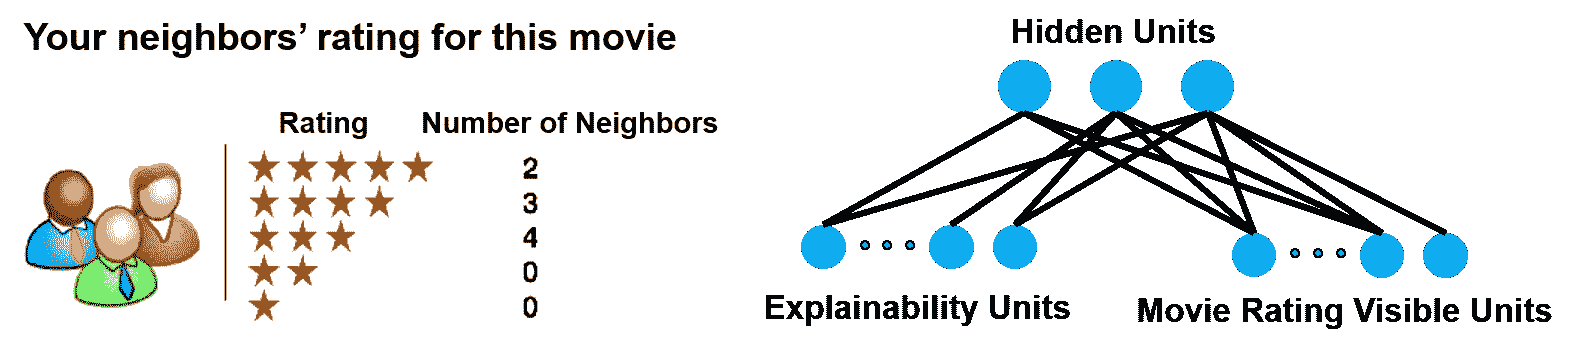 Your neighbors' rating for this movie
Rating Number of Neighbors
2
3
4
0
0
Hidden Units
Explainability Units
Movie Rating Visible Units